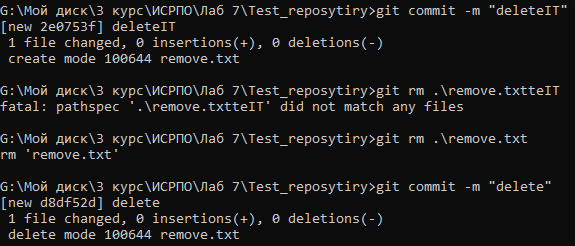 G:\Мой диск\3 курс\ИСРПО\Лаб 7\Test_reposytiry>git commit -m "deleteIT"
[new 2e0753f] deleteIT
 1 file changed, 0 insertions(+), 0 deletions(-)
 create mode 100644 remove.txt
G:\Мой диск\3 курс\ИСРПО\Лаб 7\Test_reposytiry>git rm .\remove.txtteIT
fatal: pathspec '.\remove.txtteIT' did not match any files
G:\Мой диск\3 курс\ИСРПО\Лаб 7\Test_reposytiry>git rm .\remove.txt
rm 'remove.txt'
G:\Мой диск\3 курс\ИСРПО\Лаб 7\Test_reposytiry>git commit -m "delete"
[new d8df52d] delete
 1 file changed, 0 insertions(+), 0 deletions(-)
 delete mode 100644 remove.txt